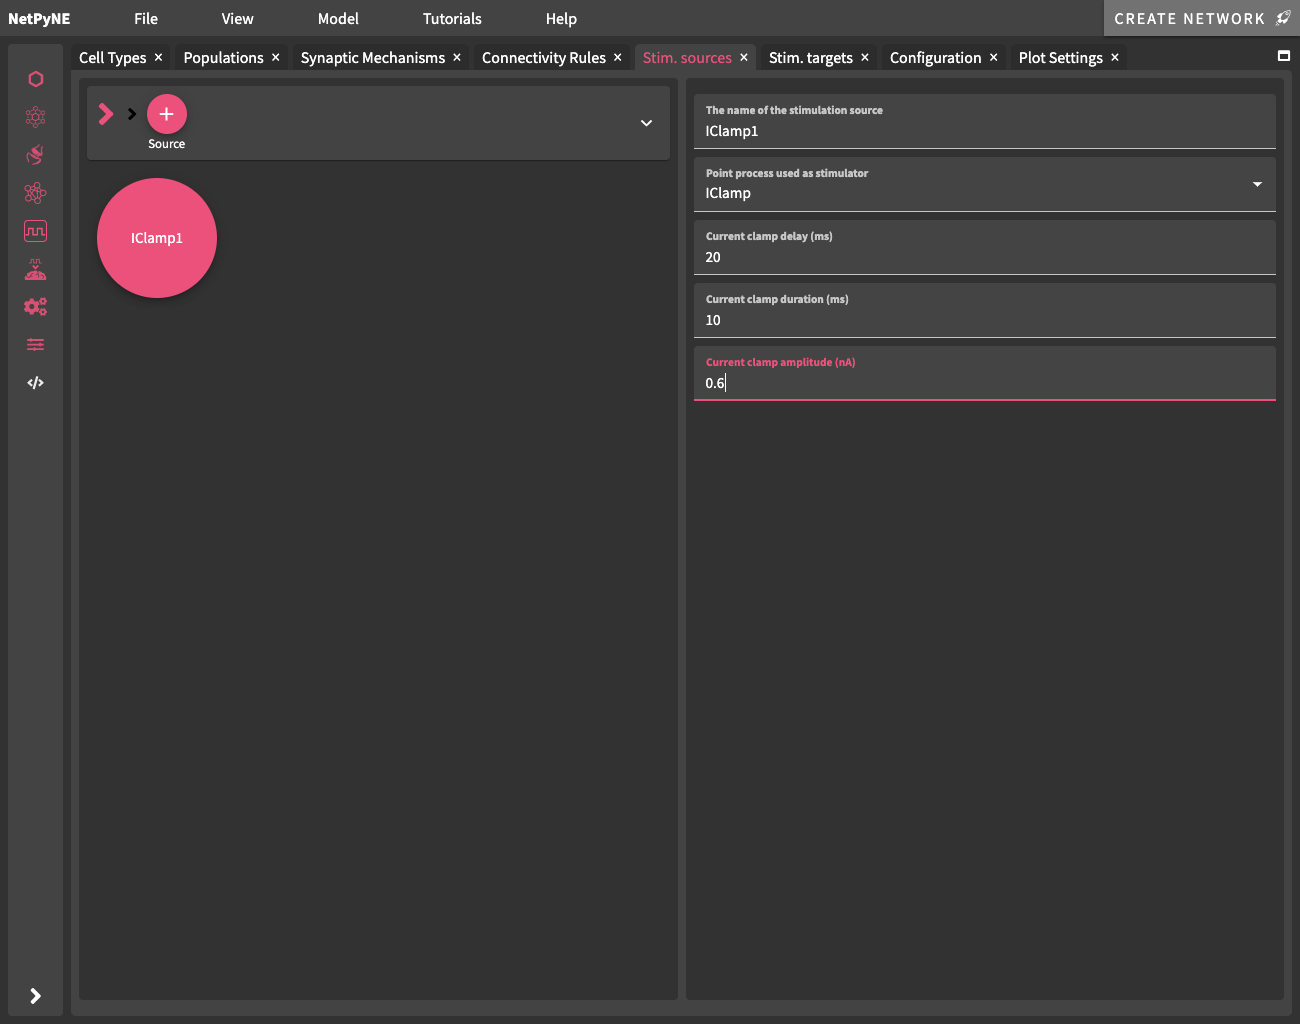 NetPyNE File View Model Tutorials Help CREATE NETWORK
Cell Types × Populations × Synaptic Mechanisms × Connectivity Rules × Stim. sources × Stim. targets × Configuration × Plot Settings ×
+
Source
IClamp1
The name of the stimulation source
IClamp1
Point process used as stimulator
IClamp
Current clamp delay (ms)
20
Current clamp duration (ms)
10
Current clamp amplitude (nA)
0.6